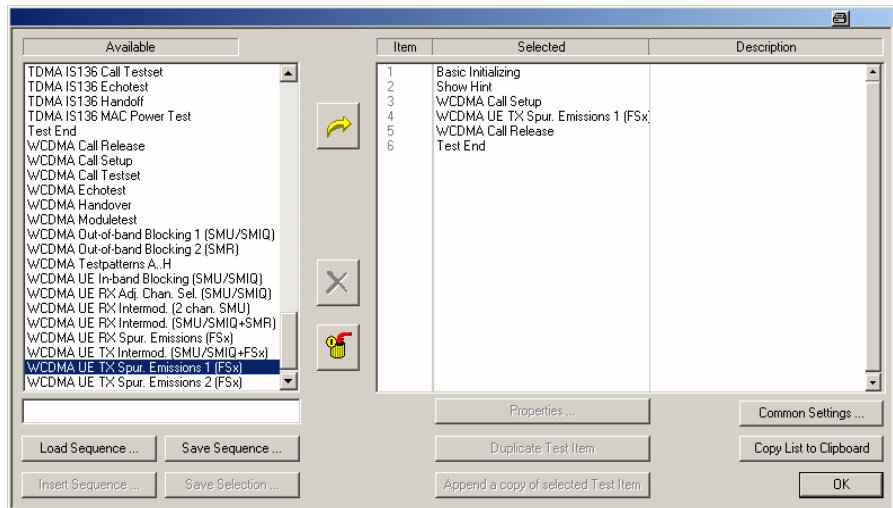 Available
TDMA IS136 Call Testset
TDMA IS136 Echotest
TDMA IS136 Handoff
TDMA IS136 MAC Power Test
Test End
WCDMA Call Release
WCDMA Call Setup
WCDMA Call Testset
WCDMA Echotest
WCDMA Handover
WCDMA Moduletest
WCDMA Out-of-band Blocking 1 (SMU/SMIQ)
WCDMA Out-of-band Blocking 2 (SMR)
WCDMA Testpatterns A..H
WCDMA UE In-band Blocking (SMU/SMIQ)
WCDMA UE RX Adj. Chan. Sel. (SMU/SMIQ)
WCDMA UE RX Intermod. (2 chan. SMU)
WCDMA UE RX Intermod. (SMU/SMIQ+SMR)
WCDMA UE RX Spur. Emissions (FSx)
WCDMA UE TX Intermod. (SMU/SMIQ+FSx)
WCDMA UE TX Spur. Emissions 1 (FSx)
WCDMA UE TX Spur. Emissions 2 (FSx)
Load Sequence ... Save Sequence ...
Insert Sequence ... Save Selection ...
Item Selected Description
1 Basic Initializing
2 Show Hint
3 WCDMA Call Setup
4 WCDMA UE TX Spur. Emissions 1 (FSx)
5 WCDMA Call Release
6 Test End
Properties ... Common Settings ...
Duplicate Test Item Copy List to Clipboard
Append a copy of selected Test Item OK